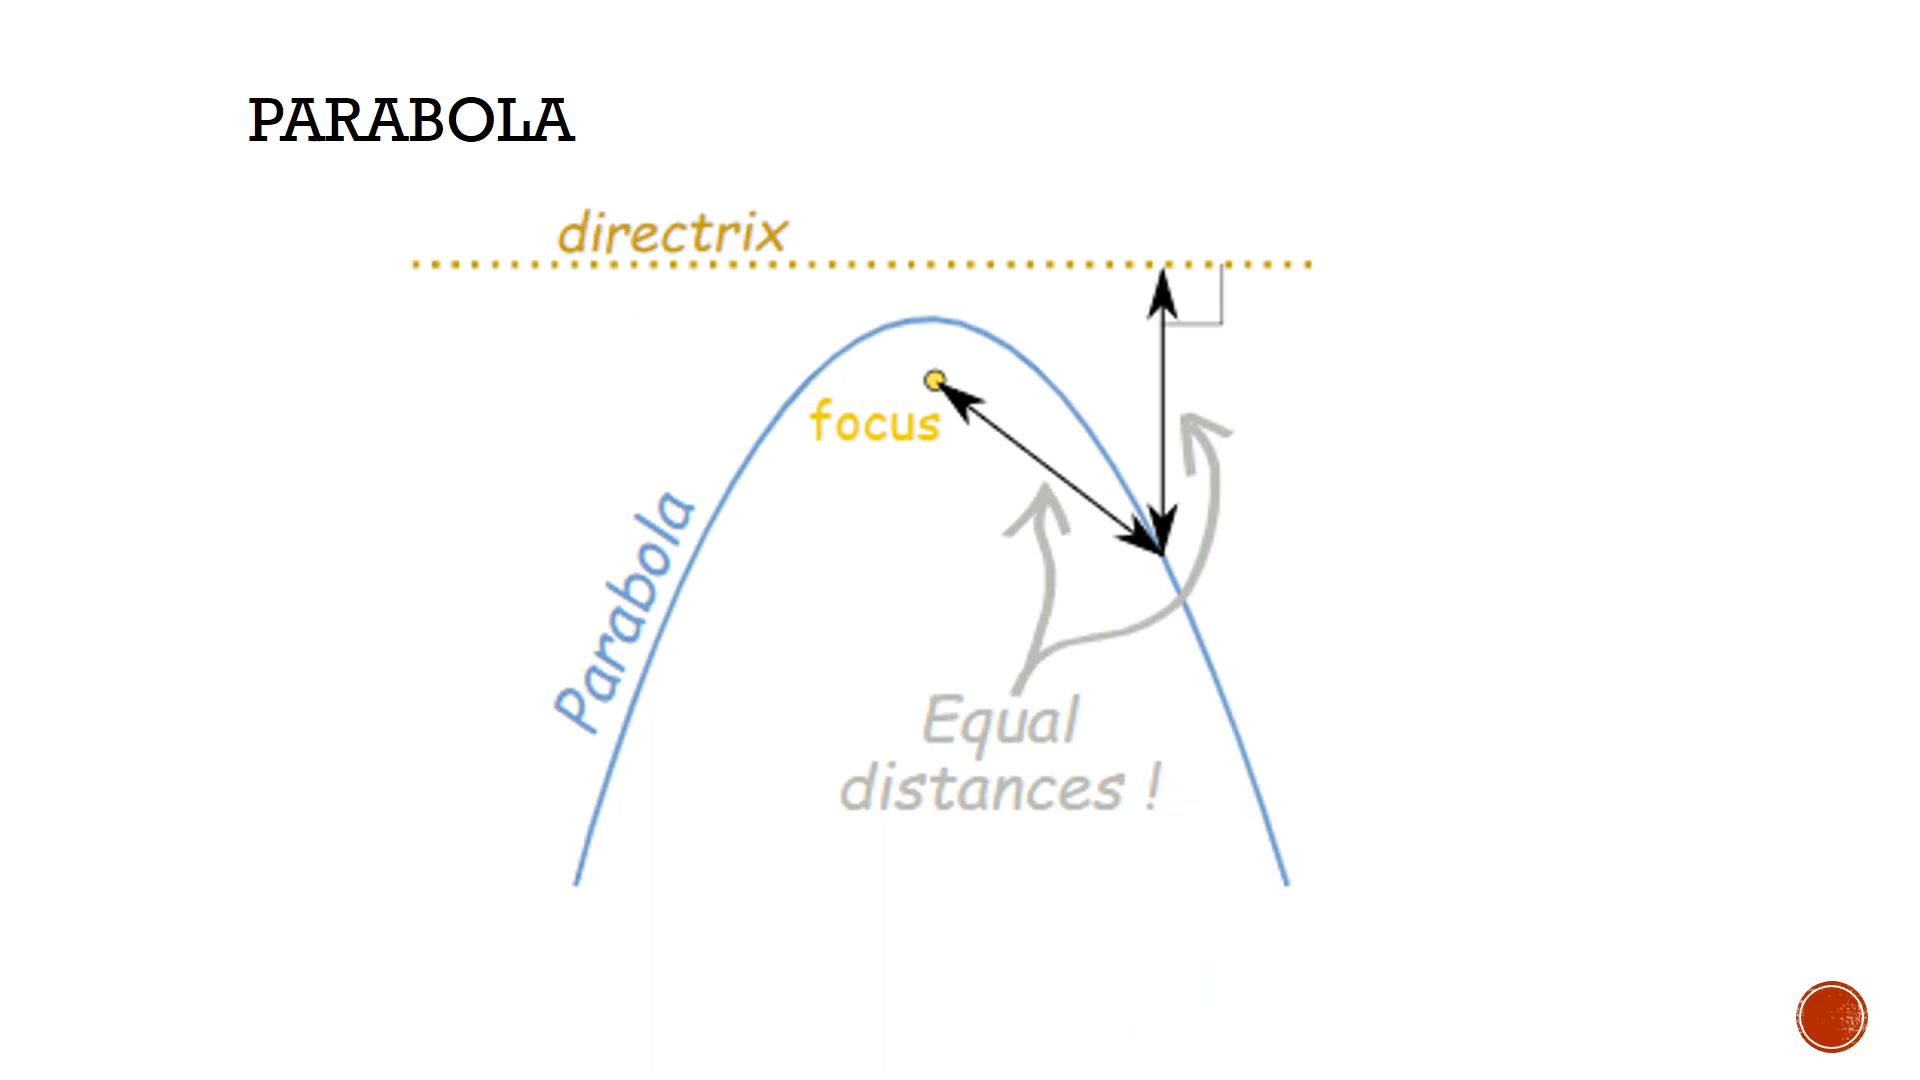 PARABOLA
directrix
focus
Parabola
Equal
distances !